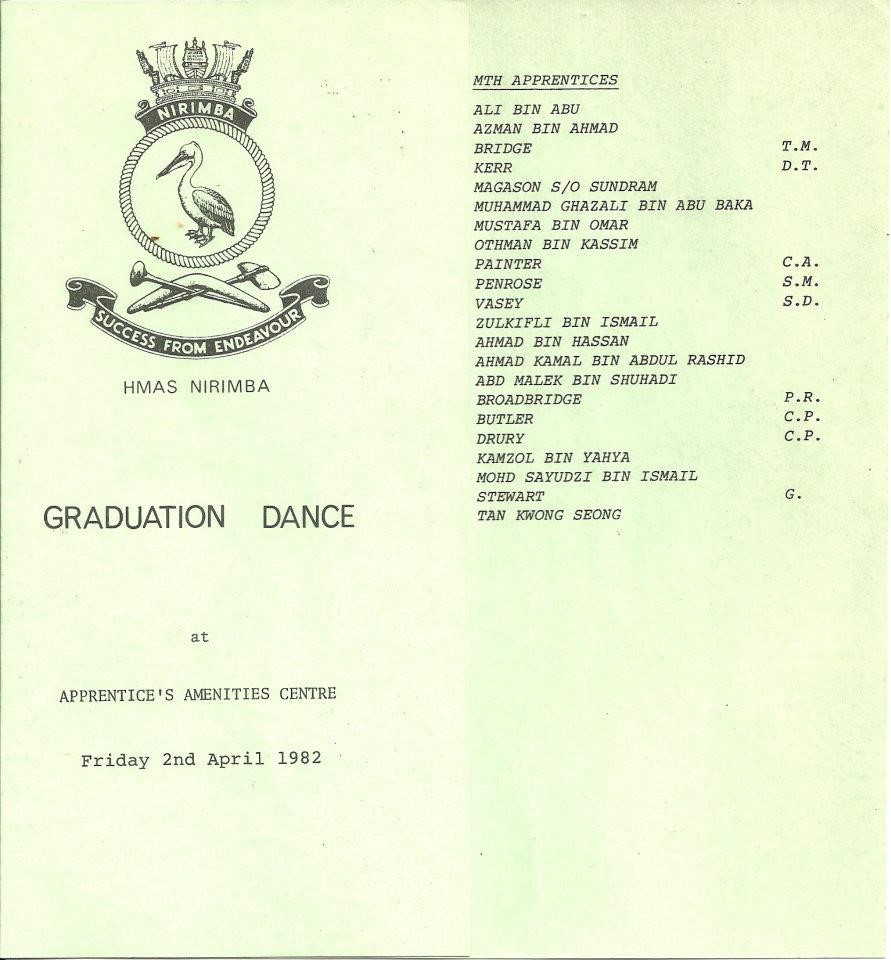 NIRIMBA
SUCCESS FROM ENDEAVOUR
HMAS NIRIMBA
GRADUATION DANCE
at
APPRENTICE'S AMENITIES CENTRE
Friday 2nd April 1982
MTH APPRENTICES
ALI BIN ABU
AZMAN BIN AHMAD
BRIDGE T.M.
KERR D.T.
MAGASON S/O SUNDRAM
MUHAMMAD GHAZALI BIN ABU BAKA
MUSTAFA BIN OMAR
OTHMAN BIN KASSIM
PAINTER C.A.
PENROSE S.M.
VASEY S.D.
ZULKIFLI BIN ISMAIL
AHMAD BIN HASSAN
AHMAD KAMAL BIN ABDUL RASHID
ABD MALEK BIN SHUHADI
BROADBRIDGE P.R.
BUTLER C.P.
DRURY C.P.
KAMZOL BIN YAHYA
MOHD SAYUDZI BIN ISMAIL
STEWART G.
TAN KWONG SEONG